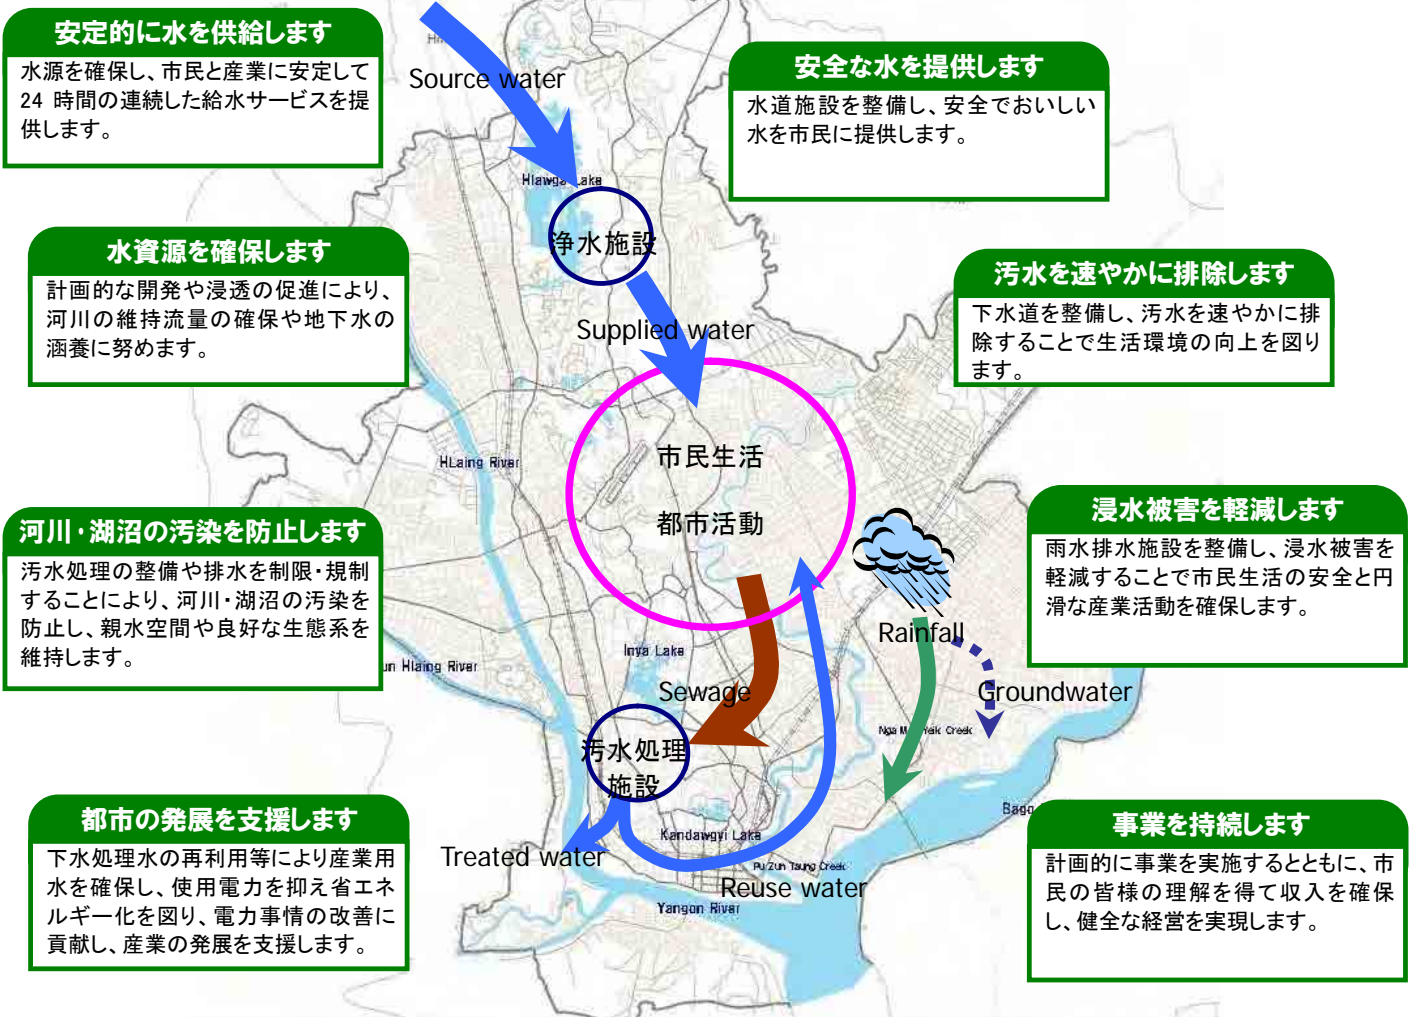 安定的に水を供給します
水源を確保し、市民と産業に安定して
24 時間の連続した給水サービスを提
供します。
Source water
安全な水を提供します
水道施設を整備し、安全でおいしい
水を市民に提供します。
Hlawga Lake
浄水施設
水資源を確保します
計画的な開発や浸透の促進により、
河川の維持流量の確保や地下水の
涵養に努めます。
Supplied water
汚水を速やかに排除します
下水道を整備し、汚水を速やかに排
除することで生活環境の向上を図り
ます。
HLaing River
市民生活
都市活動
河川・湖沼の汚染を防止します
汚水処理の整備や排水を制限・規制
することにより、河川・湖沼の汚染を
防止し、親水空間や良好な生態系を
維持します。
浸水被害を軽減します
雨水排水施設を整備し、浸水被害を
軽減することで市民生活の安全と円
滑な産業活動を確保します。
Rainfall
Inya Lake
un Hlaing River
Sewage
Groundwater
Nga M Yeik Creek
汚水処理
施設
都市の発展を支援します
下水処理水の再利用等により産業用
水を確保し、使用電力を抑え省エネ
ルギー化を図り、電力事情の改善に
貢献し、産業の発展を支援します。
Kandawgyi Lake
Treated water
Pu Zun Taung Creek
Reuse water
Yangon River
Bago
事業を持続します
計画的に事業を実施するとともに、市
民の皆様の理解を得て収入を確保
し、健全な経営を実現します。